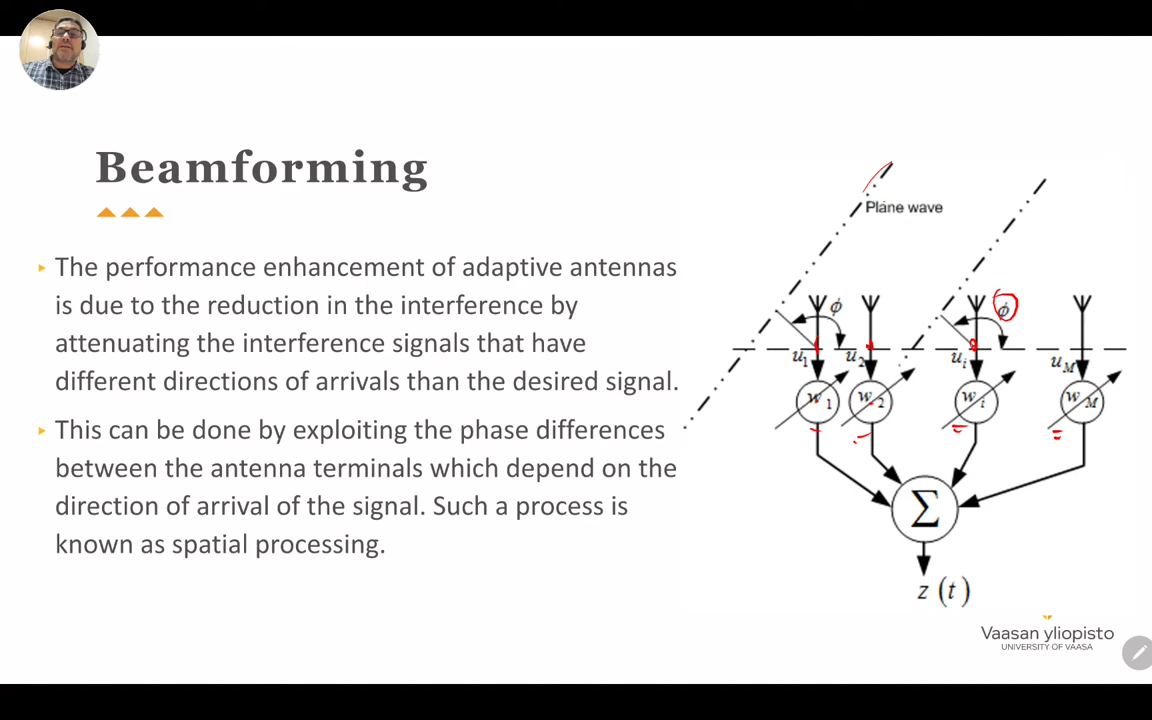 Beamforming
The performance enhancement of adaptive antennas
is due to the reduction in the interference by
attenuating the interference signals that have
different directions of arrivals than the desired signal.
This can be done by exploiting the phase differences
between the antenna terminals which depend on the
direction of arrival of the signal. Such a process is
known as spatial processing.
Plane wave
ϕ ϕ
u₁ u₂ uᵢ u_M
w₁ w₂ wᵢ w_M
Σ
z (t)
Vaasan yliopisto
UNIVERSITY OF VAASA